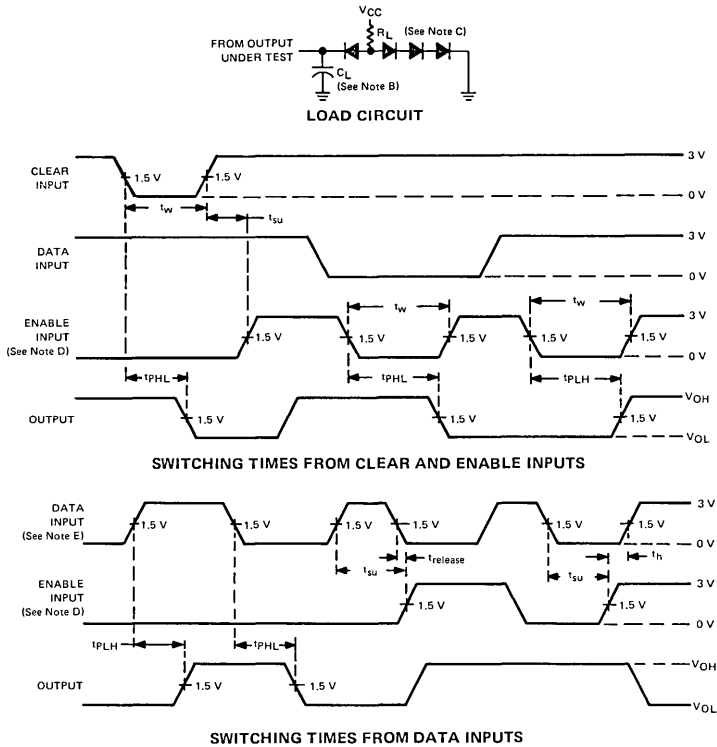 VCC
RL
(See Note C)
FROM OUTPUT
UNDER TEST
CL
(See Note B)
LOAD CIRCUIT
CLEAR
INPUT
1.5 V
1.5 V
3 V
0 V
tw
tsu
DATA
INPUT
3 V
0 V
ENABLE
INPUT
(See Note D)
tw
tw
1.5 V
1.5 V
1.5 V
1.5 V
1.5 V
3 V
0 V
tPHL
tPHL
tPLH
OUTPUT
1.5 V
1.5 V
1.5 V
VOH
VOL
SWITCHING TIMES FROM CLEAR AND ENABLE INPUTS
DATA
INPUT
(See Note E)
1.5 V
1.5 V
1.5 V
1.5 V
1.5 V
1.5 V
3 V
0 V
trelease
tsu
tsu
th
ENABLE
INPUT
(See Note D)
1.5 V
1.5 V
3 V
0 V
tPLH
tPHL
OUTPUT
1.5 V
1.5 V
VOH
VOL
SWITCHING TIMES FROM DATA INPUTS